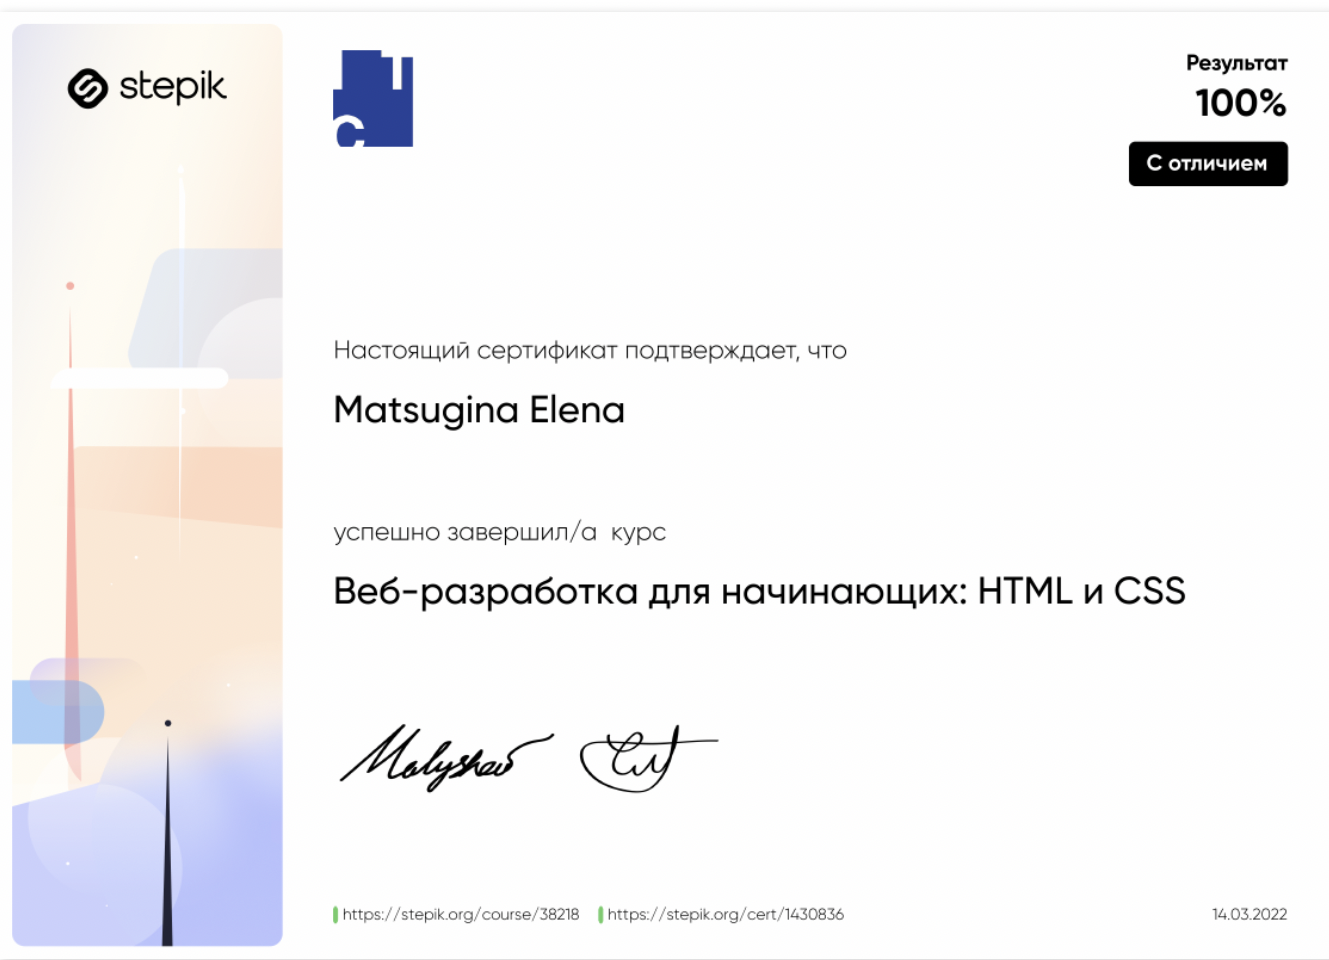 stepik
Результат
100%
С отличием
Настоящий сертификат подтверждает, что
Matsugina Elena
успешно завершил/а курс
Веб-разработка для начинающих: HTML и CSS
Malyshev
https://stepik.org/course/38218 https://stepik.org/cert/1430836
14.03.2022